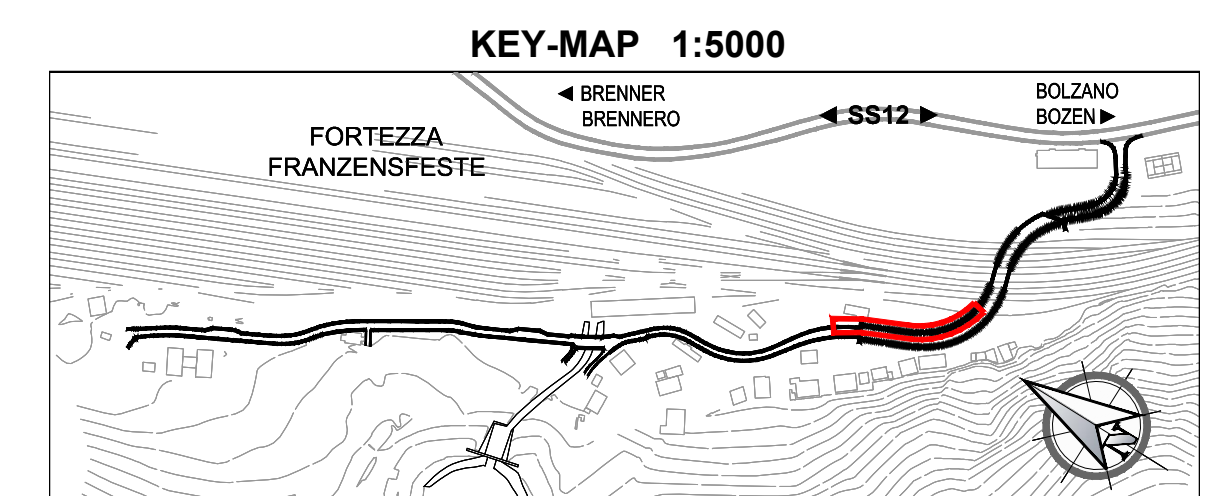 KEY-MAP 1:5000
◄ BRENNER
BRENNERO
◄ SS12 ►
BOLZANO
BOZEN ►
FORTEZZA
FRANZENSFESTE